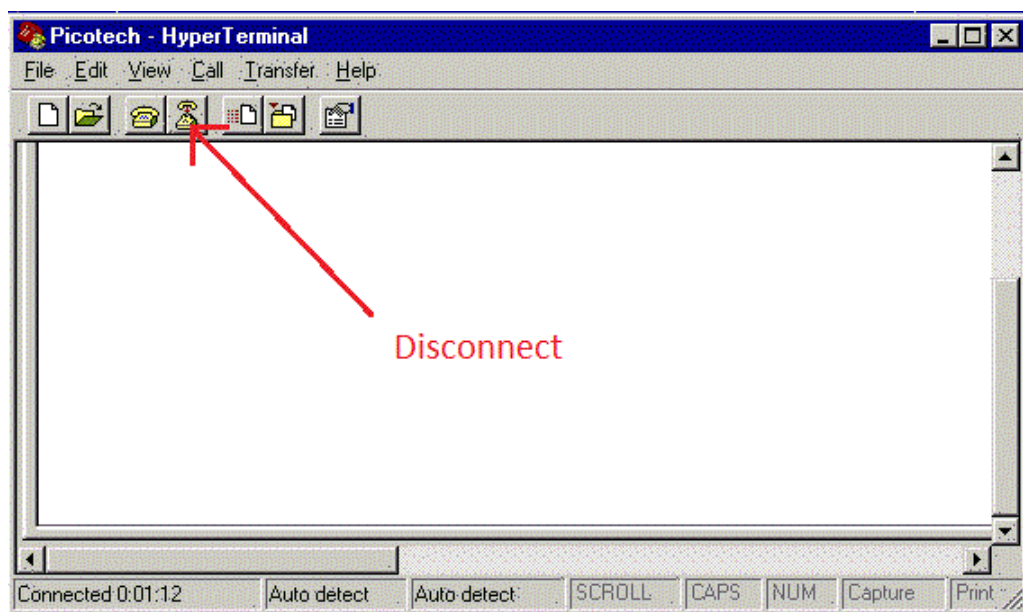 Picotech - HyperTerminal
File Edit View Call Transfer Help
Disconnect
Connected 0:01:12 Auto detect Auto detect SCROLL CAPS NUM Capture Print